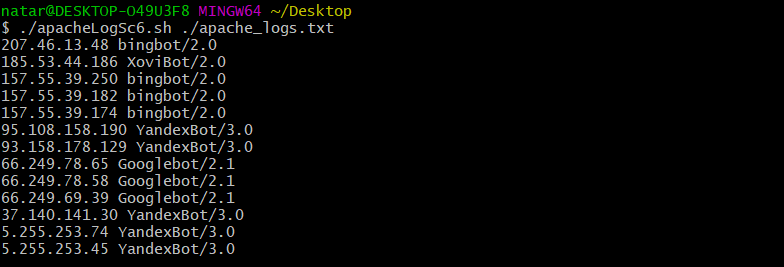 natar@DESKTOP-O49U3F8 MINGW64 ~/Desktop
$ ./apacheLogSc6.sh ./apache_logs.txt
207.46.13.48 bingbot/2.0
185.53.44.186 XoviBot/2.0
157.55.39.250 bingbot/2.0
157.55.39.182 bingbot/2.0
157.55.39.174 bingbot/2.0
95.108.158.190 YandexBot/3.0
93.158.178.129 YandexBot/3.0
66.249.78.65 Googlebot/2.1
66.249.78.58 Googlebot/2.1
66.249.69.39 Googlebot/2.1
37.140.141.30 YandexBot/3.0
5.255.253.74 YandexBot/3.0
5.255.253.45 YandexBot/3.0